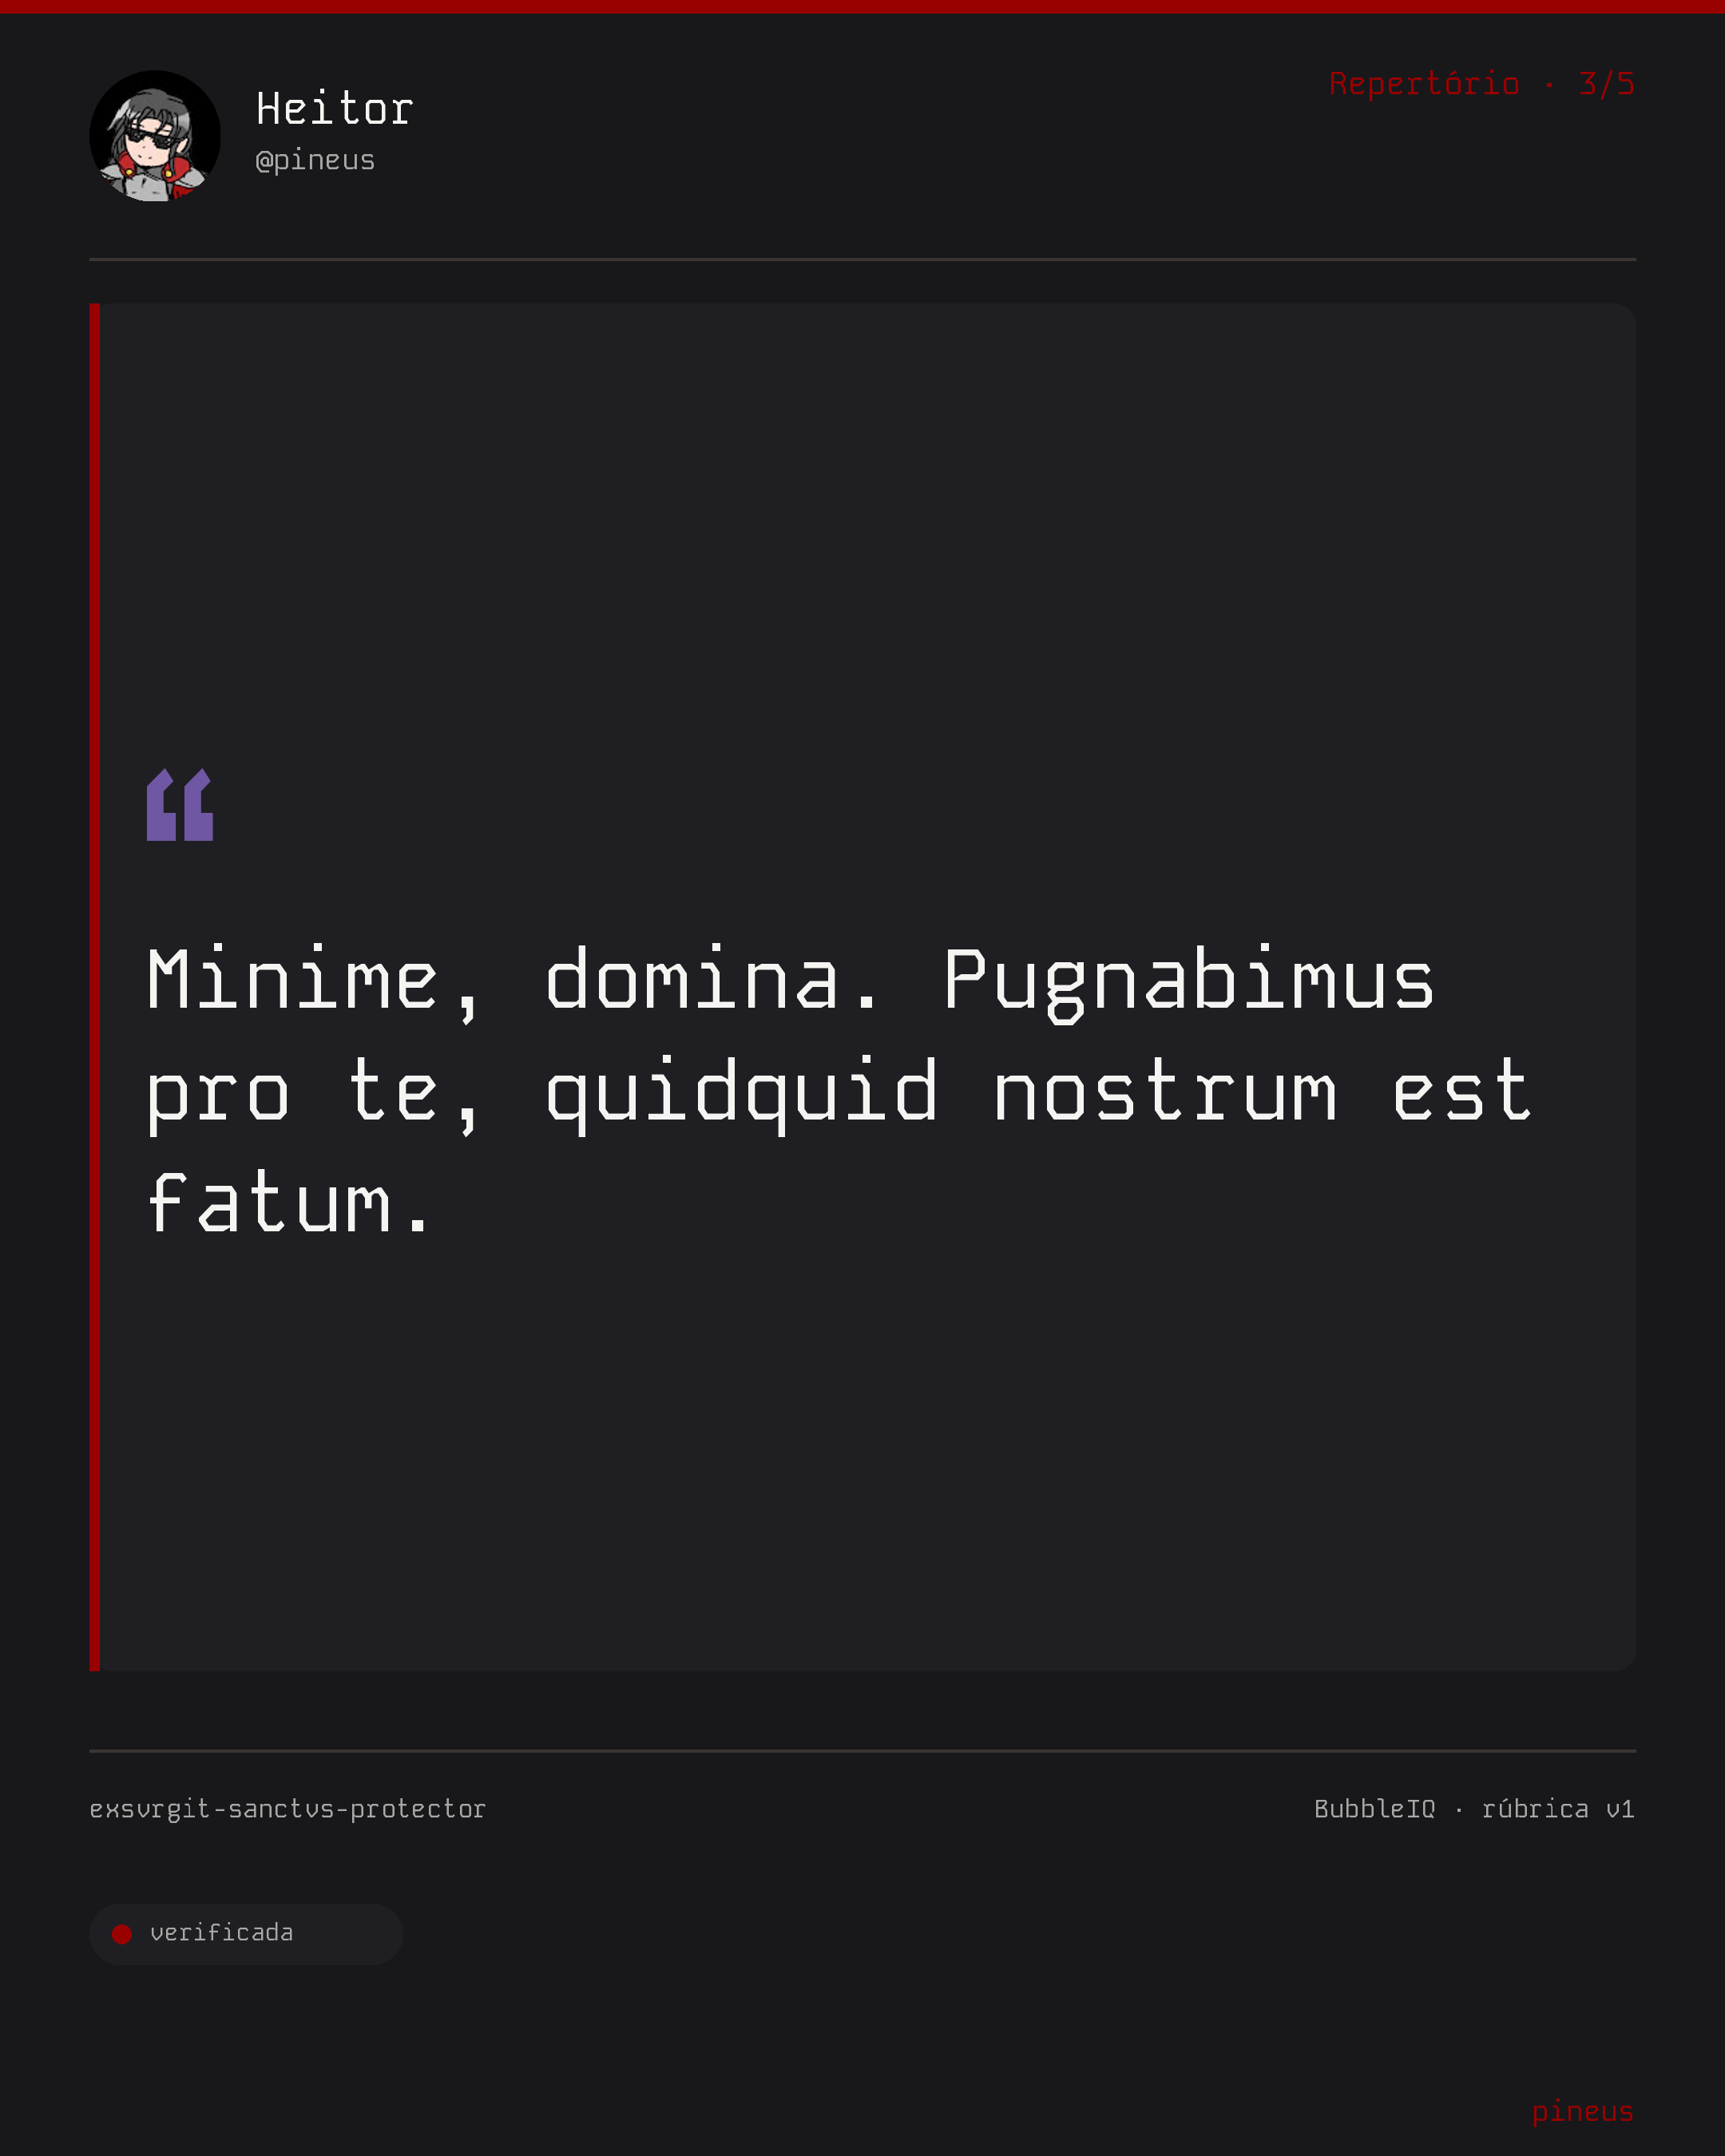 Heitor
@pineus
Repertório · 3/5
“
Minime, domina. Pugnabimus
pro te, quidquid nostrum est
fatum.
exsvrgit-sanctvs-protector
BubbleIQ · rúbrica v1
verificada
pineus